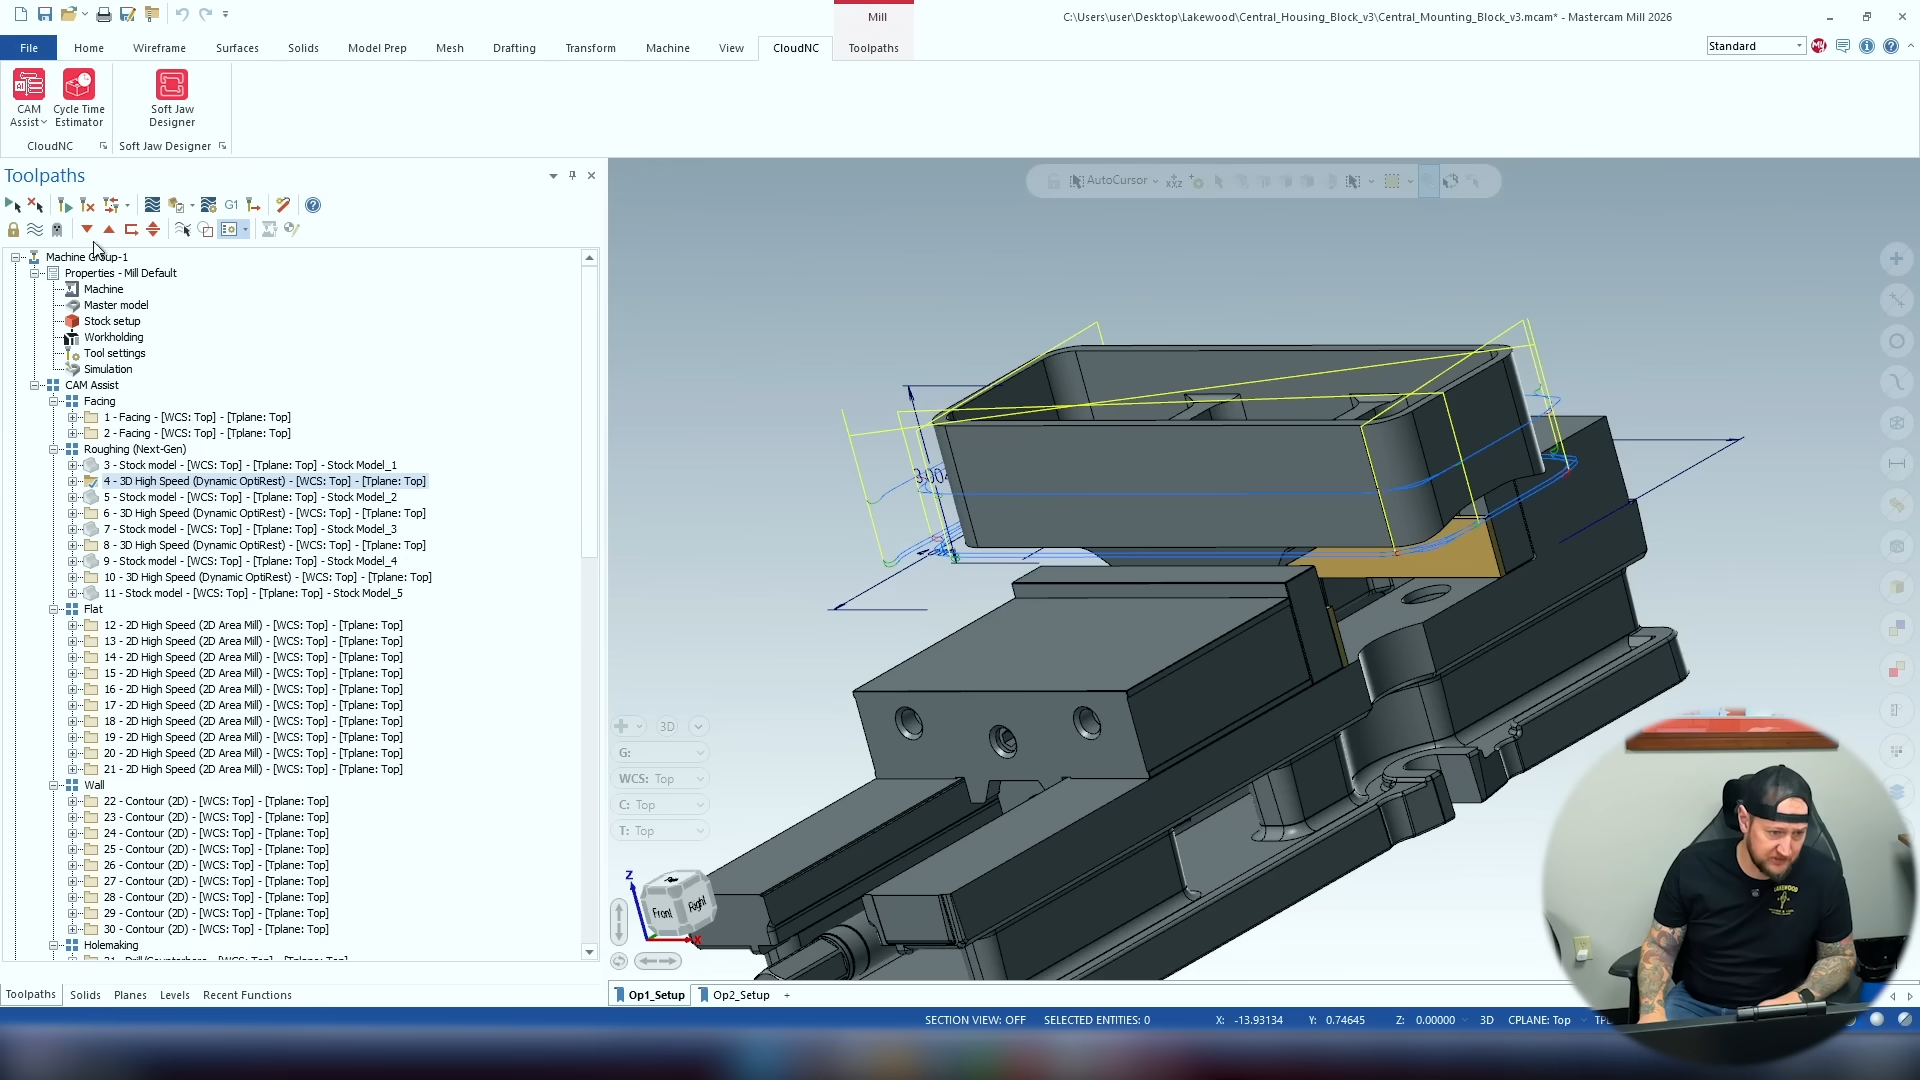 Mill
C:\Users\user\Desktop\Lakewood\Central_Housing_Block_v3\Central_Mounting_Block_v3.mcam* - Mastercam Mill 2026
File Home Wireframe Surfaces Solids Model Prep Mesh Drafting Transform Machine View CloudNC Toolpaths
Standard
CAM Assist
Cycle Time Estimator
Soft Jaw Designer
CloudNC
Soft Jaw Designer
Toolpaths
G1
AutoCursor
Machine Group-1
Properties - Mill Default
Machine
Master model
Stock setup
Workholding
Tool settings
Simulation
CAM Assist
Facing
1 - Facing - [WCS: Top] - [Tplane: Top]
2 - Facing - [WCS: Top] - [Tplane: Top]
Roughing (Next-Gen)
3 - Stock model - [WCS: Top] - [Tplane: Top] - Stock Model_1
4 - 3D High Speed (Dynamic OptiRest) - [WCS: Top] - [Tplane: Top]
5 - Stock model - [WCS: Top] - [Tplane: Top] - Stock Model_2
6 - 3D High Speed (Dynamic OptiRest) - [WCS: Top] - [Tplane: Top]
7 - Stock model - [WCS: Top] - [Tplane: Top] - Stock Model_3
8 - 3D High Speed (Dynamic OptiRest) - [WCS: Top] - [Tplane: Top]
9 - Stock model - [WCS: Top] - [Tplane: Top] - Stock Model_4
10 - 3D High Speed (Dynamic OptiRest) - [WCS: Top] - [Tplane: Top]
11 - Stock model - [WCS: Top] - [Tplane: Top] - Stock Model_5
Flat
12 - 2D High Speed (2D Area Mill) - [WCS: Top] - [Tplane: Top]
13 - 2D High Speed (2D Area Mill) - [WCS: Top] - [Tplane: Top]
14 - 2D High Speed (2D Area Mill) - [WCS: Top] - [Tplane: Top]
15 - 2D High Speed (2D Area Mill) - [WCS: Top] - [Tplane: Top]
16 - 2D High Speed (2D Area Mill) - [WCS: Top] - [Tplane: Top]
17 - 2D High Speed (2D Area Mill) - [WCS: Top] - [Tplane: Top]
18 - 2D High Speed (2D Area Mill) - [WCS: Top] - [Tplane: Top]
19 - 2D High Speed (2D Area Mill) - [WCS: Top] - [Tplane: Top]
20 - 2D High Speed (2D Area Mill) - [WCS: Top] - [Tplane: Top]
21 - 2D High Speed (2D Area Mill) - [WCS: Top] - [Tplane: Top]
Wall
22 - Contour (2D) - [WCS: Top] - [Tplane: Top]
23 - Contour (2D) - [WCS: Top] - [Tplane: Top]
24 - Contour (2D) - [WCS: Top] - [Tplane: Top]
25 - Contour (2D) - [WCS: Top] - [Tplane: Top]
26 - Contour (2D) - [WCS: Top] - [Tplane: Top]
27 - Contour (2D) - [WCS: Top] - [Tplane: Top]
28 - Contour (2D) - [WCS: Top] - [Tplane: Top]
29 - Contour (2D) - [WCS: Top] - [Tplane: Top]
30 - Contour (2D) - [WCS: Top] - [Tplane: Top]
Holemaking
3D
G:
WCS: Top
C: Top
T: Top
Z
Front Right
X
LAKEWOOD
Toolpaths Solids Planes Levels Recent Functions
Op1_Setup Op2_Setup +
SECTION VIEW: OFF SELECTED ENTITIES: 0 X: -13.93134 Y: 0.74645 Z: 0.00000 3D CPLANE: Top